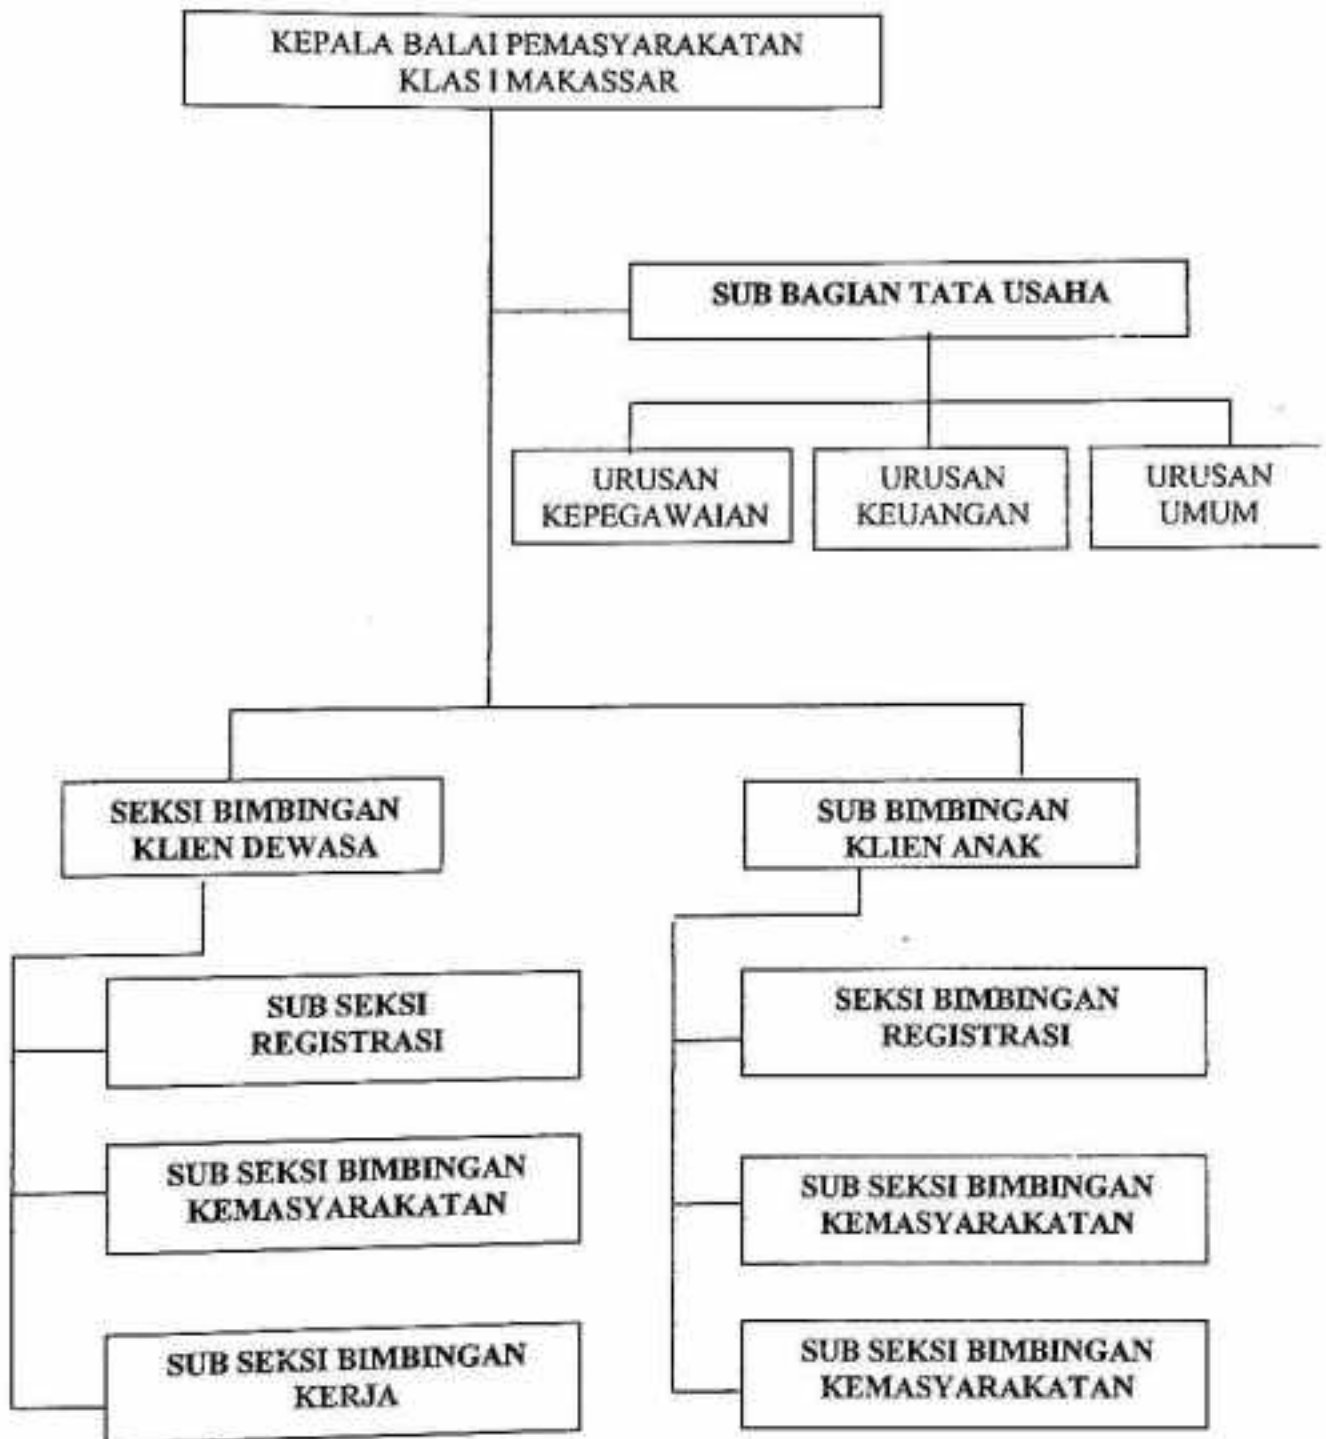 KEPALA BALAI PEMASYARAKATAN
KLAS I MAKASSAR
SUB BAGIAN TATA USAHA
URUSAN
KEPEGAWAIAN
URUSAN
KEUANGAN
URUSAN
UMUM
SEKSI BIMBINGAN
KLIEN DEWASA
SUB BIMBINGAN
KLIEN ANAK
SUB SEKSI
REGISTRASI
SUB SEKSI BIMBINGAN
KEMASYARAKATAN
SUB SEKSI BIMBINGAN
KERJA
SEKSI BIMBINGAN
REGISTRASI
SUB SEKSI BIMBINGAN
KEMASYARAKATAN
SUB SEKSI BIMBINGAN
KEMASYARAKATAN